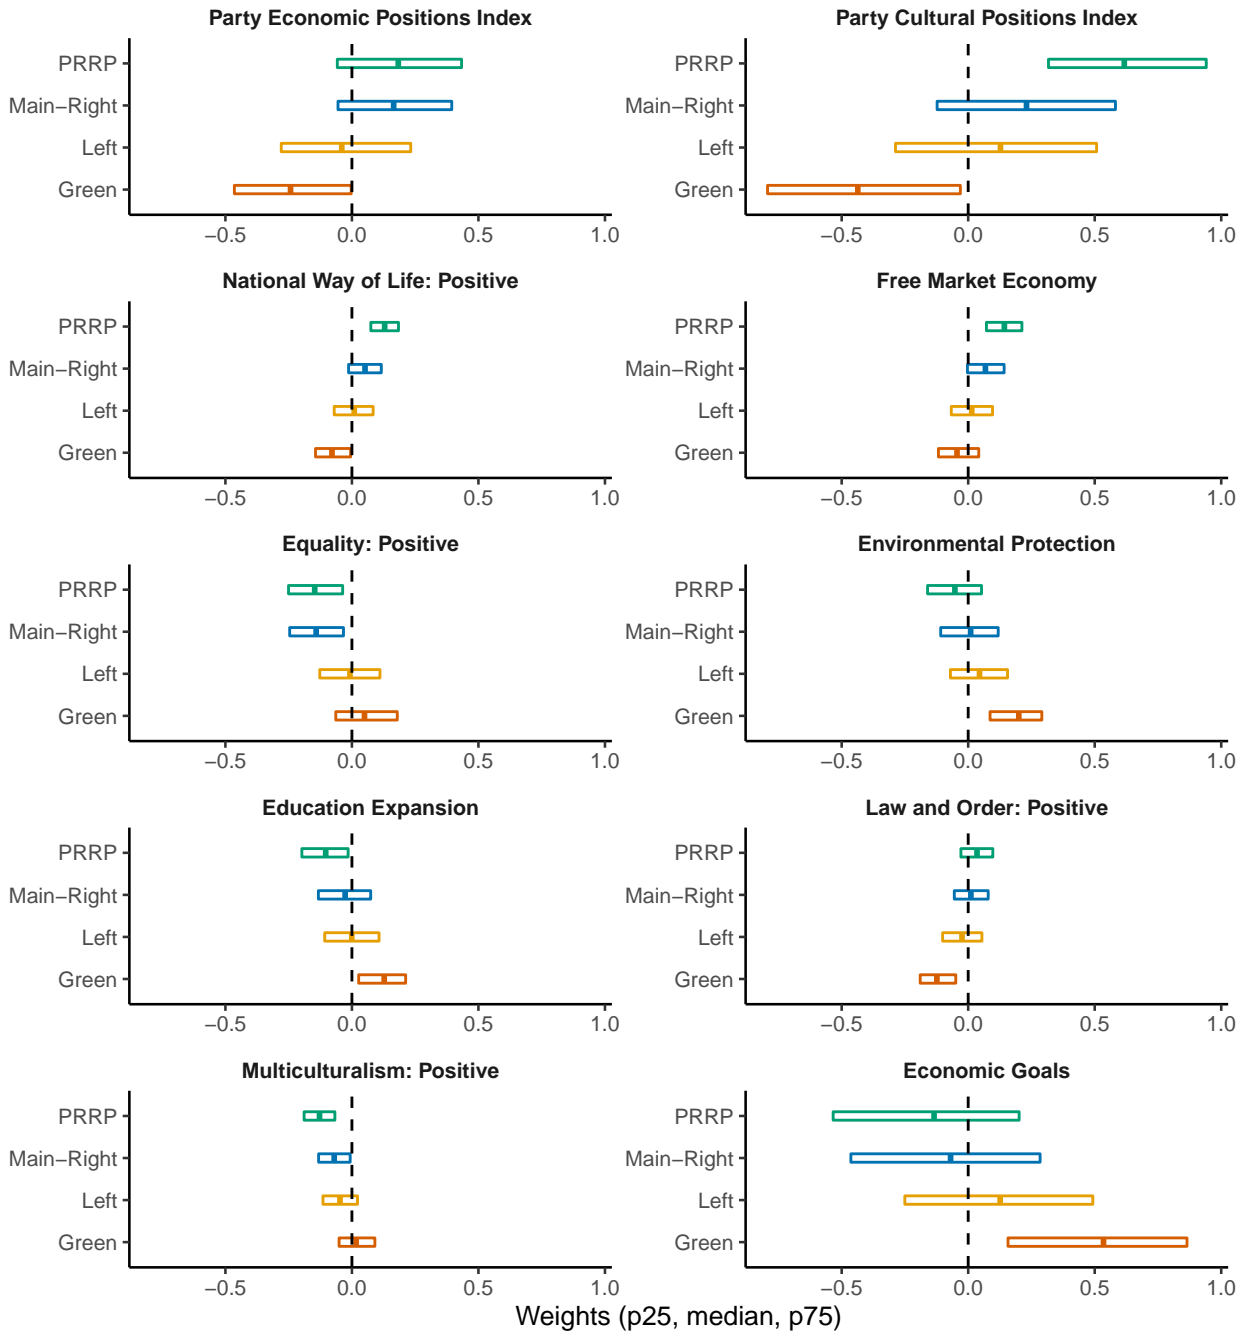 Party Economic Positions Index
PRRP
Main−Right
Left
Green
−0.5 0.0 0.5 1.0
Party Cultural Positions Index
PRRP
Main−Right
Left
Green
−0.5 0.0 0.5 1.0
National Way of Life: Positive
PRRP
Main−Right
Left
Green
−0.5 0.0 0.5 1.0
Free Market Economy
PRRP
Main−Right
Left
Green
−0.5 0.0 0.5 1.0
Equality: Positive
PRRP
Main−Right
Left
Green
−0.5 0.0 0.5 1.0
Environmental Protection
PRRP
Main−Right
Left
Green
−0.5 0.0 0.5 1.0
Education Expansion
PRRP
Main−Right
Left
Green
−0.5 0.0 0.5 1.0
Law and Order: Positive
PRRP
Main−Right
Left
Green
−0.5 0.0 0.5 1.0
Multiculturalism: Positive
PRRP
Main−Right
Left
Green
−0.5 0.0 0.5 1.0
Economic Goals
PRRP
Main−Right
Left
Green
−0.5 0.0 0.5 1.0
Weights (p25, median, p75)